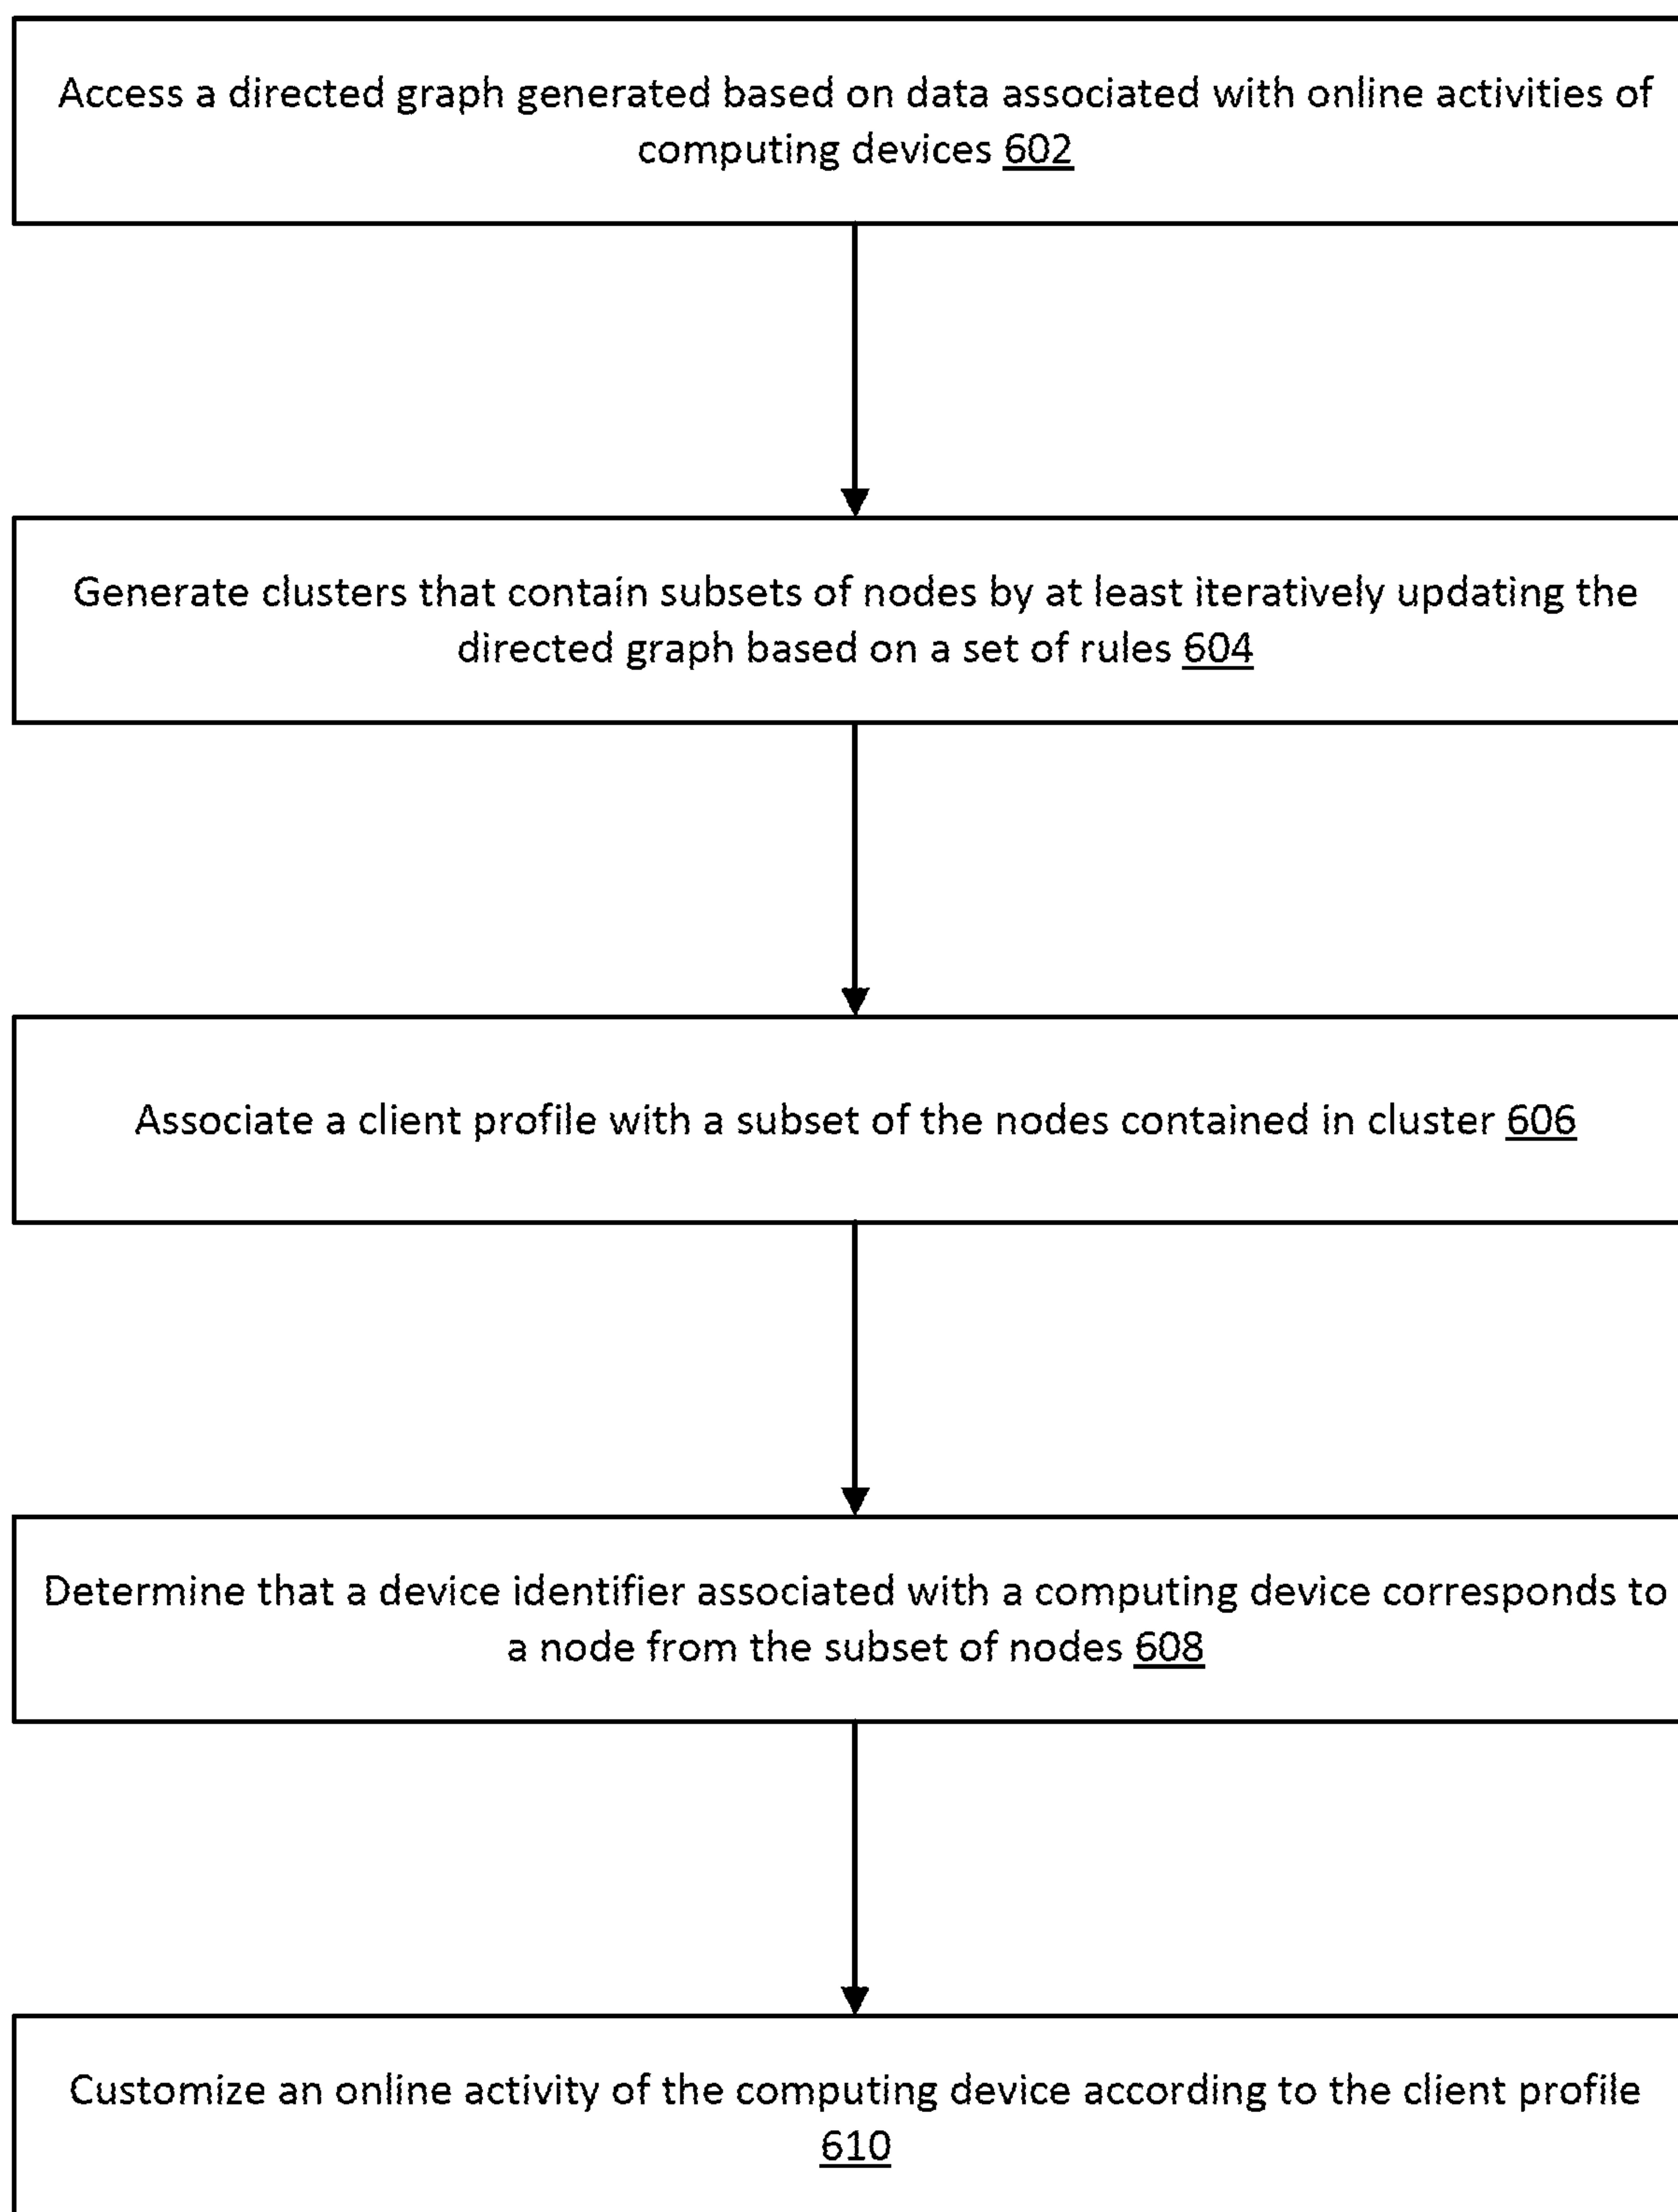 Access a directed graph generated based on data associated with online activities of
computing devices 602
Generate clusters that contain subsets of nodes by at least iteratively updating the
directed graph based on a set of rules 604
Associate a client profile with a subset of the nodes contained in cluster 606
Determine that a device identifier associated with a computing device corresponds to
a node from the subset of nodes 608
Customize an online activity of the computing device according to the client profile
610